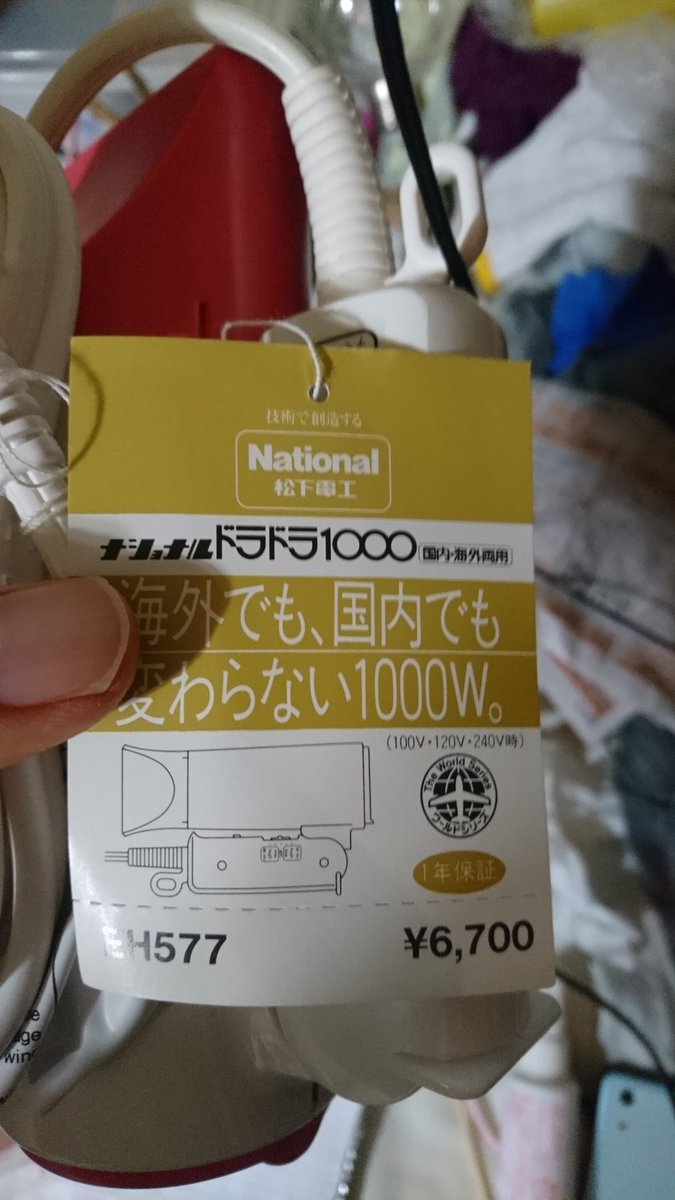 技術で創造する
National
松下電工
ナショナルドラドラ1000 国内・海外両用
海外でも、国内でも
変わらない1000W。
(100V・120V・240V時)
The World Series
ワールドシリーズ
1年保証
EH577
¥6,700